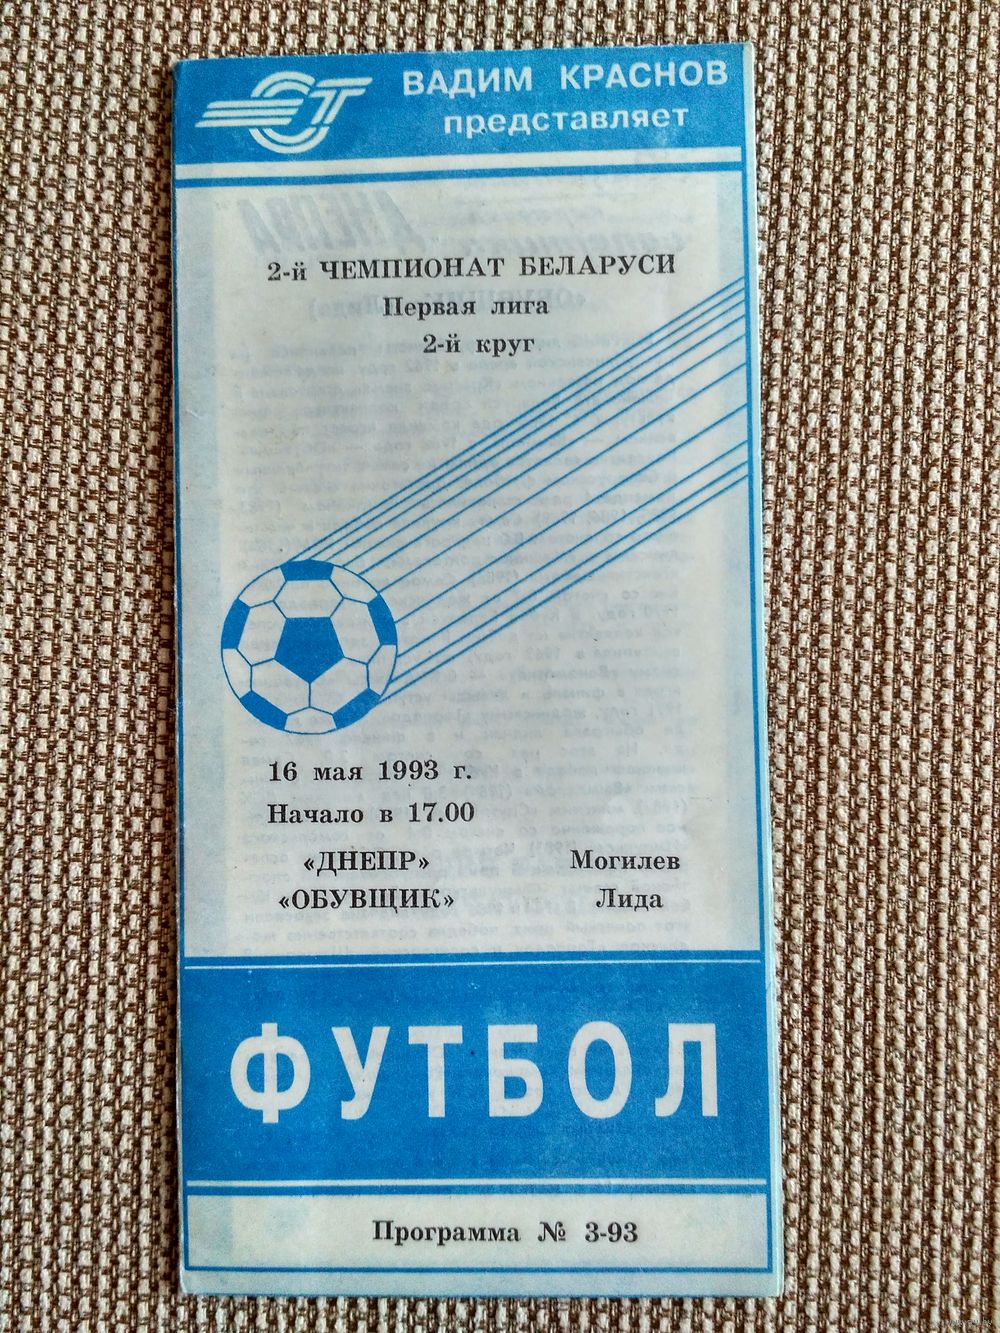 СТ
ВАДИМ КРАСНОВ
представляет
2-й ЧЕМПИОНАТ БЕЛАРУСИ
Первая лига
2-й круг
16 мая 1993 г.
Начало в 17.00
«ДНЕПР» Могилев
«ОБУВЩИК» Лида
ФУТБОЛ
Программа № 3-93